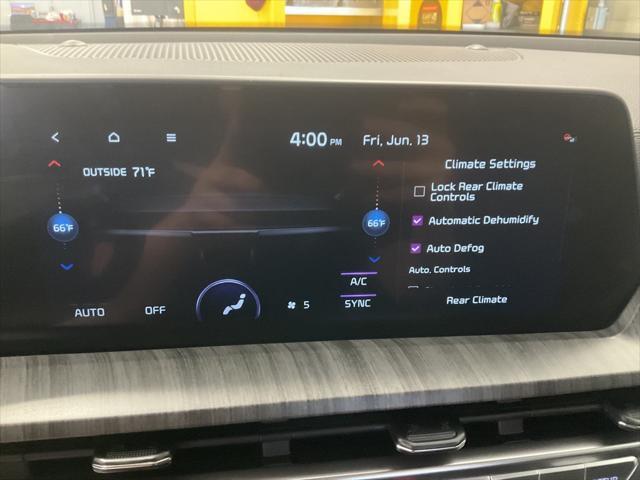 4:00 PM Fri, Jun. 13
OUTSIDE 71°F
Climate Settings
Lock Rear Climate
Controls
66°F
66°F
Automatic Dehumidify
Auto Defog
Auto. Controls
A/C
AUTO
OFF
5
SYNC
Rear Climate